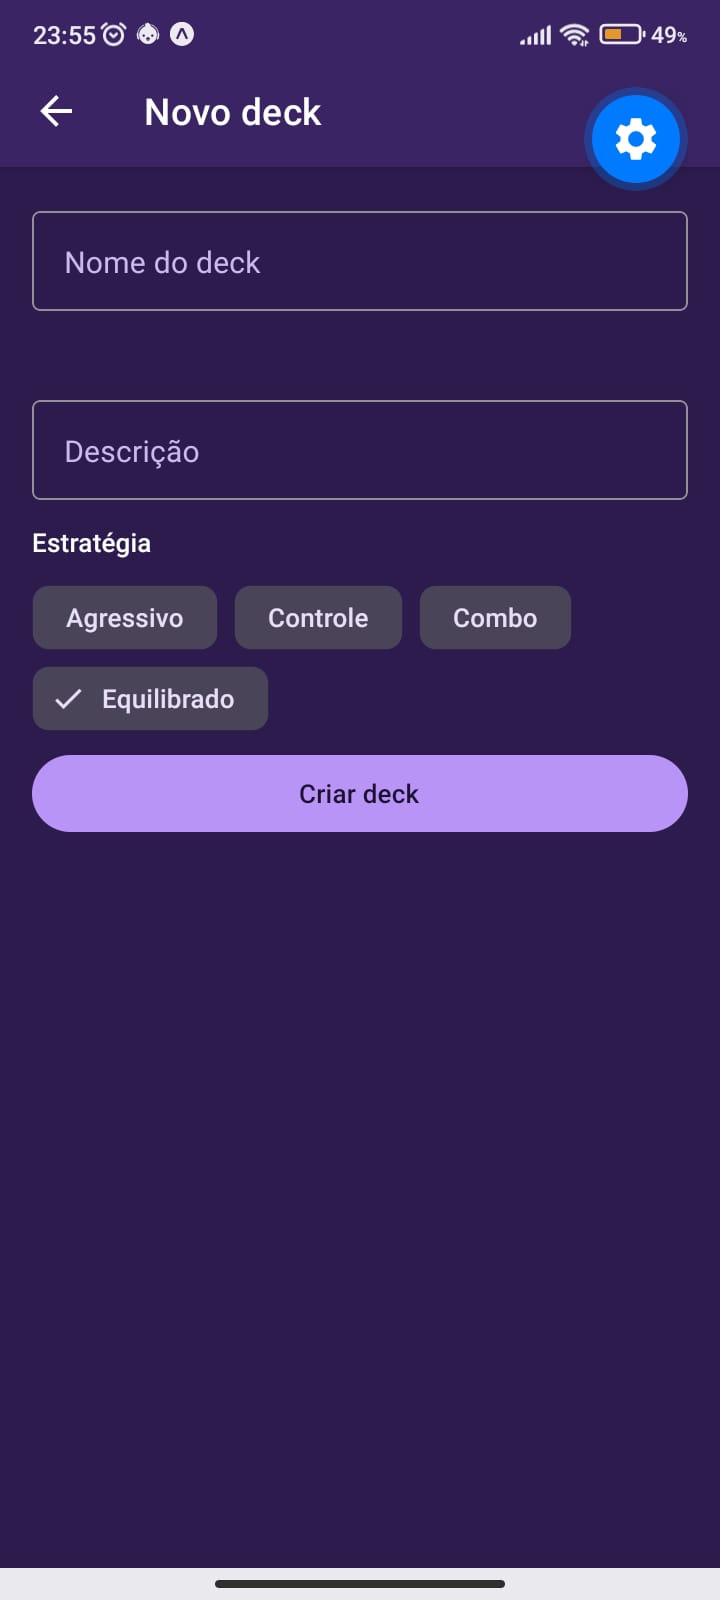 23:55 49%
Novo deck
Nome do deck
Descrição
Estratégia
Agressivo Controle Combo
Equilibrado
Criar deck